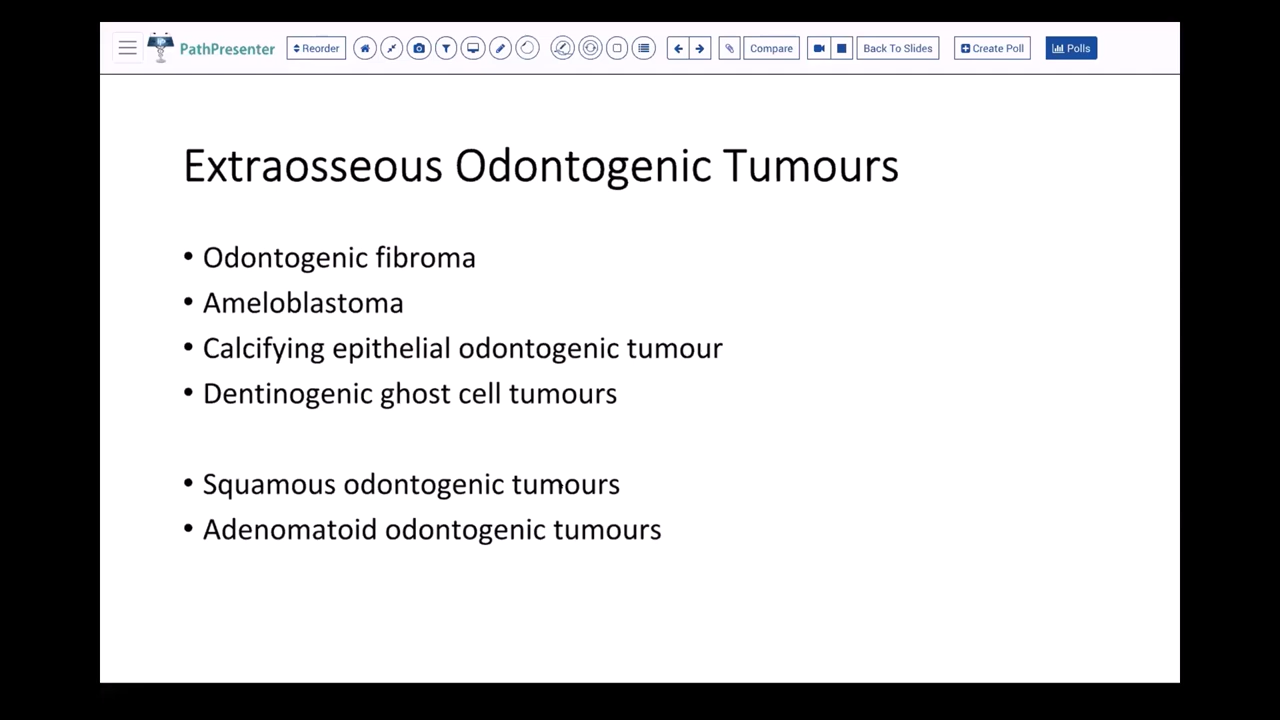 PathPresenter Reorder Compare Back To Slides Create Poll Polls
Extraosseous Odontogenic Tumours
• Odontogenic fibroma
• Ameloblastoma
• Calcifying epithelial odontogenic tumour
• Dentinogenic ghost cell tumours
• Squamous odontogenic tumours
• Adenomatoid odontogenic tumours